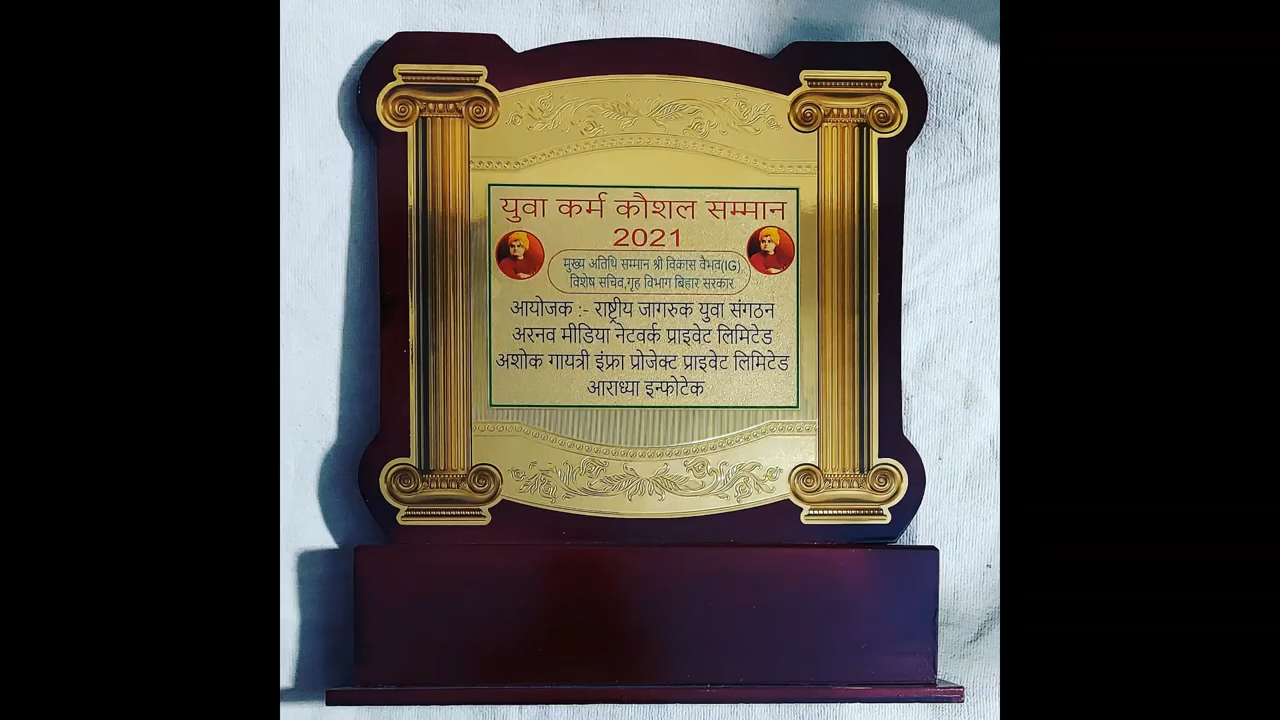 युवा कर्म कौशल सम्मान
2021
मुख्य अतिथि सम्मान श्री विकास वैभव(IG)
विशेष सचिव,गृह विभाग बिहार सरकार
आयोजक :- राष्ट्रीय जागरुक युवा संगठन
अरनव मीडिया नेटवर्क प्राइवेट लिमिटेड
अशोक गायत्री इंफ्रा प्रोजेक्ट प्राइवेट लिमिटेड
आराध्या इन्फोटेक